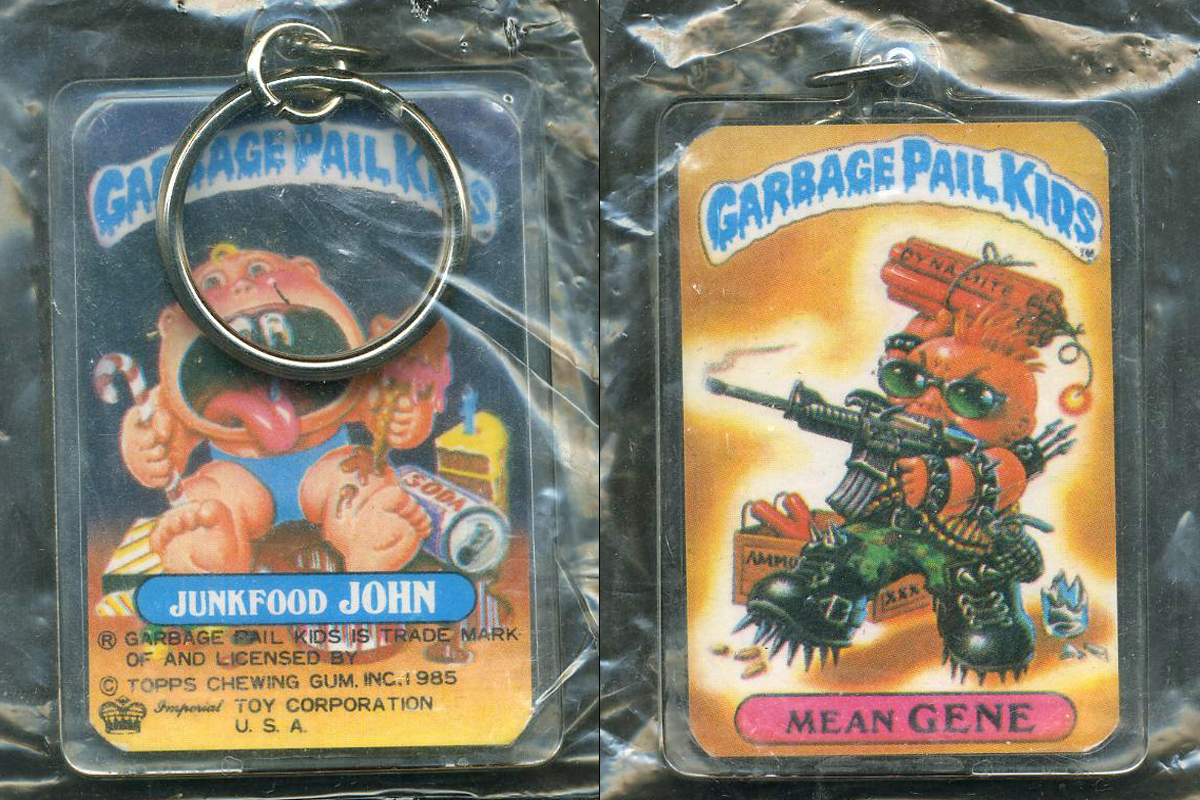 GARBAGE PAIL KIDS
SODA
JUNKFOOD JOHN
® GARBAGE PAIL KIDS IS TRADE MARK
OF AND LICENSED BY
© TOPPS CHEWING GUM. INC. 1985
Imperial TOY CORPORATION
U. S. A.
GARBAGE PAIL KIDS™
DYNAMITE
AMMO
XXX
MEAN GENE